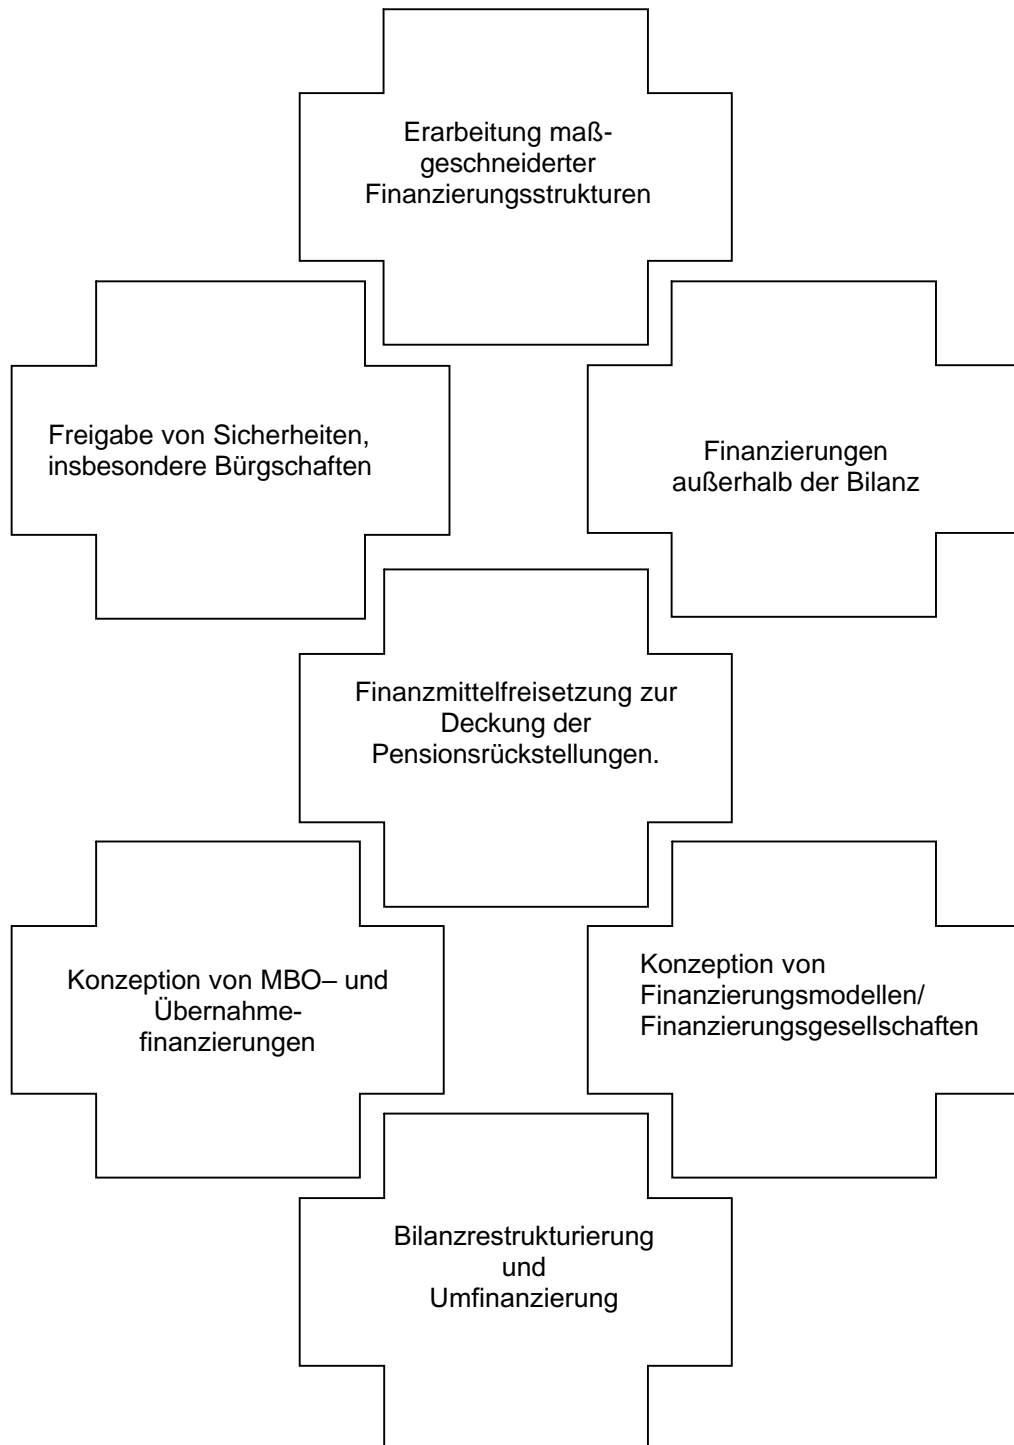 Erarbeitung maß-
geschneiderter
Finanzierungsstrukturen
Freigabe von Sicherheiten,
insbesondere Bürgschaften
Finanzierungen
außerhalb der Bilanz
Finanzmittelfreisetzung zur
Deckung der
Pensionsrückstellungen.
Konzeption von MBO– und
Übernahme-
finanzierungen
Konzeption von
Finanzierungsmodellen/
Finanzierungsgesellschaften
Bilanzrestrukturierung
und
Umfinanzierung